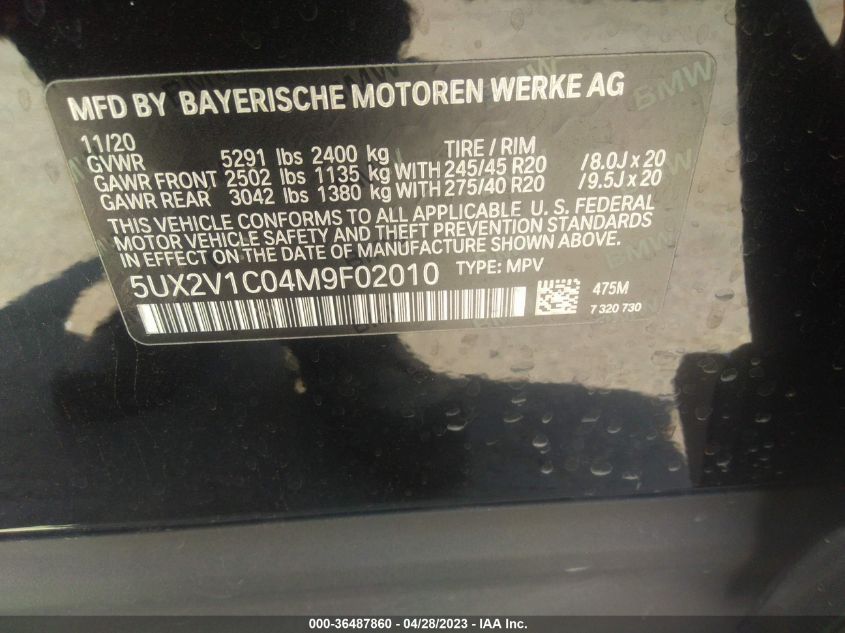 MFD BY BAYERISCHE MOTOREN WERKE AG
11/20 TIRE / RIM
GVWR 5291 lbs 2400 kg
GAWR FRONT 2502 lbs 1135 kg WITH 245/45 R20 /8.0J x 20
GAWR REAR 3042 lbs 1380 kg WITH 275/40 R20 /9.5J x 20
THIS VEHICLE CONFORMS TO ALL APPLICABLE U. S. FEDERAL
MOTOR VEHICLE SAFETY AND THEFT PREVENTION STANDARDS
IN EFFECT ON THE DATE OF MANUFACTURE SHOWN ABOVE.
5UX2V1C04M9F02010 TYPE: MPV
475M
7 320 730
BMW
BMW
BMW
000-36487860 - 04/28/2023 - IAA Inc.